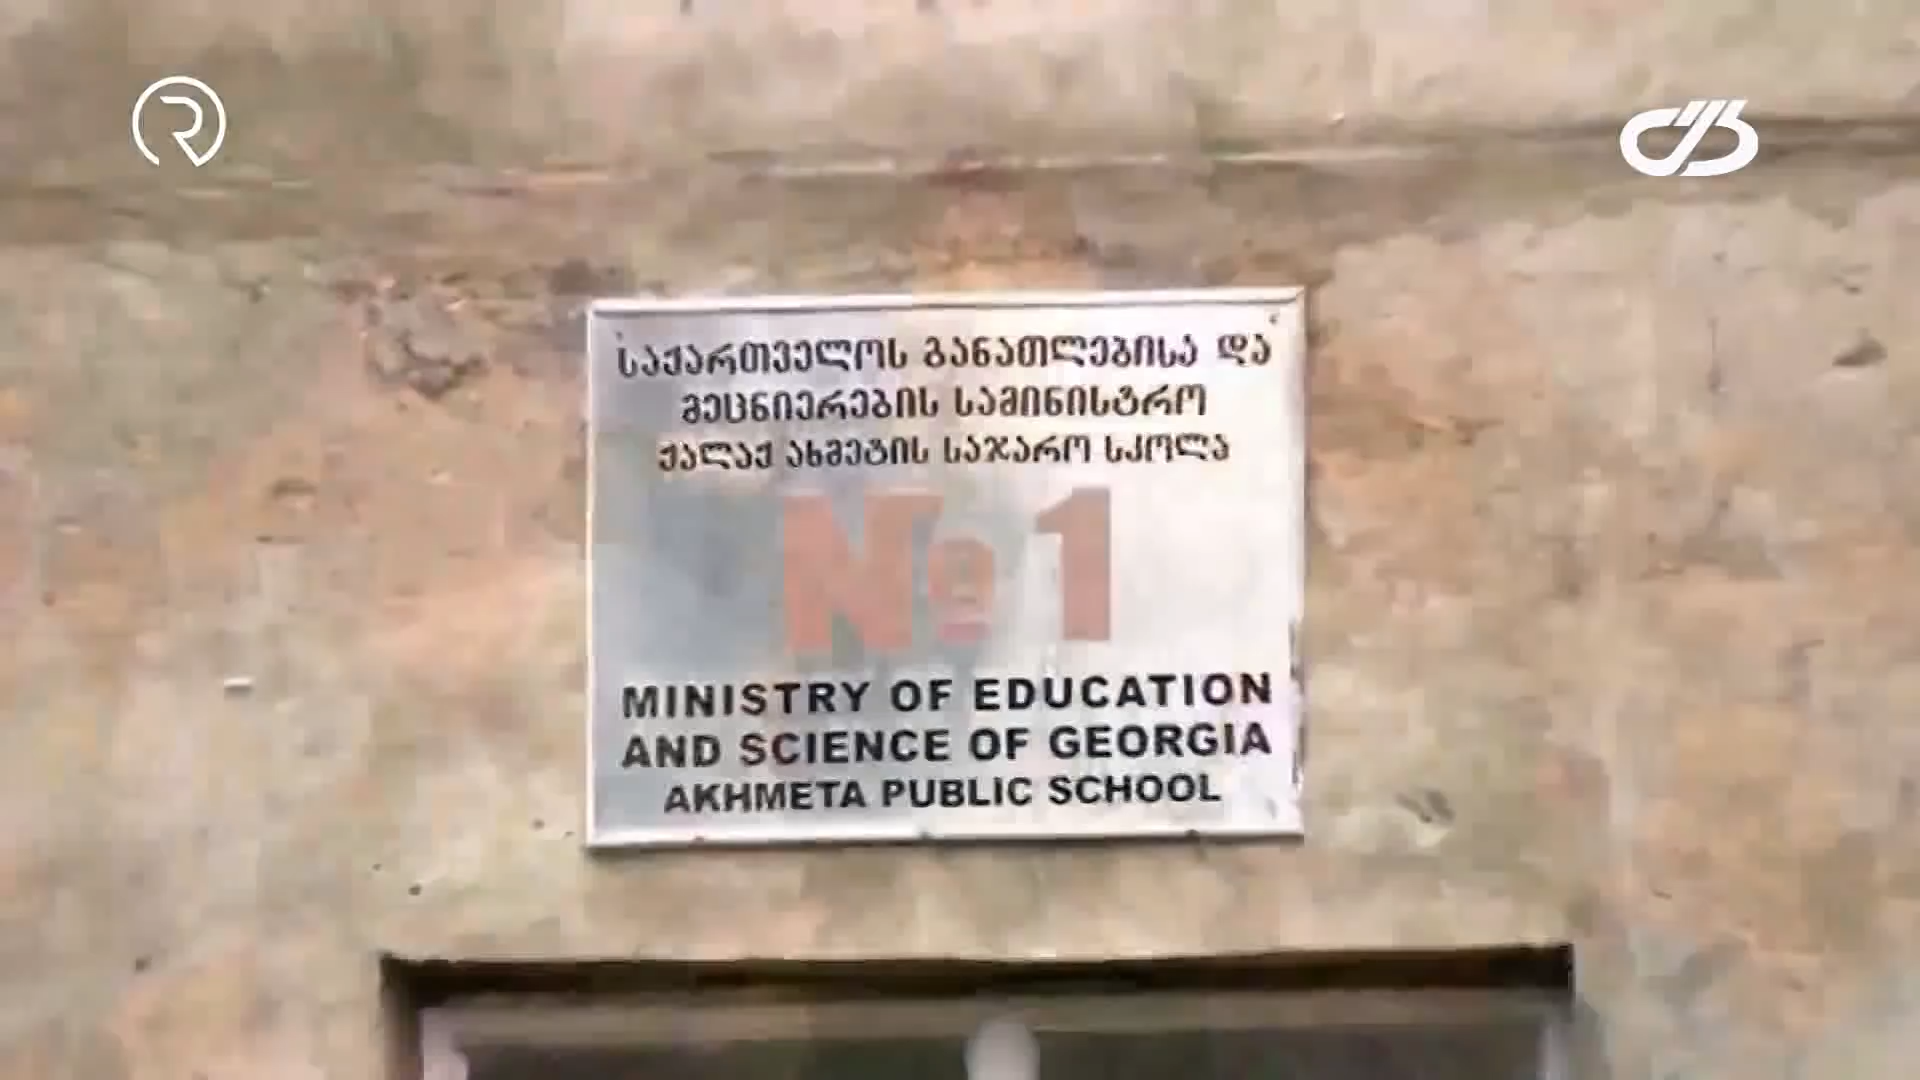 საქართველოს განათლებისა და
მეცნიერების სამინისტრო
ქალაქ ახმეტის საჯარო სკოლა
№1
MINISTRY OF EDUCATION
AND SCIENCE OF GEORGIA
AKHMETA PUBLIC SCHOOL